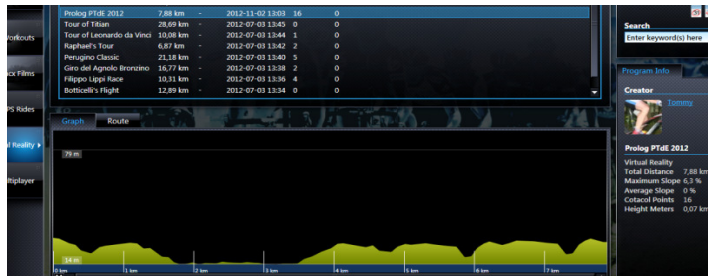 Prolog PTdE 2012 7,88 km - 2012-11-02 13:03 16 0
Tour of Titian 28,69 km - 2012-07-03 13:45 0 0
Tour of Leonardo da Vinci 10,08 km - 2012-07-03 13:44 1 0
Raphael's Tour 6,87 km - 2012-07-03 13:42 2 0
Perugino Classic 21,18 km - 2012-07-03 13:40 5 0
Giro del Agnolo Bronzino 16,77 km - 2012-07-03 13:38 2 0
Filippo Lippi Race 10,31 km - 2012-07-03 13:36 4 0
Botticelli's Flight 12,89 km - 2012-07-03 13:34 0 0
Workouts
cx Films
PS Rides
al Reality
ltiplayer
Graph Route
79 m
14 m
0 km 1 km 2 km 3 km 4 km 5 km 6 km 7 km
Search
Enter keyword(s) here
Program Info
Creator
Tommy
Prolog PTdE 2012
Virtual Reality
Total Distance 7,88 km
Maximum Slope 6,3 %
Average Slope 0 %
Cotacol Points 16
Height Meters 0,07 km